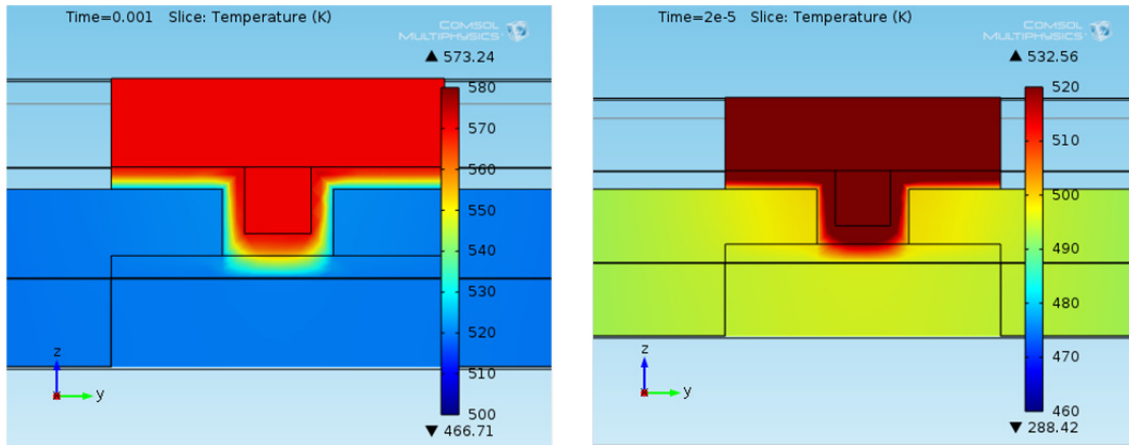 Time=0.001 Slice: Temperature (K)
COMSOL
MULTIPHYSICS
▲ 573.24
580
570
560
550
540
530
520
510
500
▼ 466.71
z
y
Time=2e-5 Slice: Temperature (K)
COMSOL
MULTIPHYSICS
▲ 532.56
520
510
500
490
480
470
460
▼ 288.42
z
y